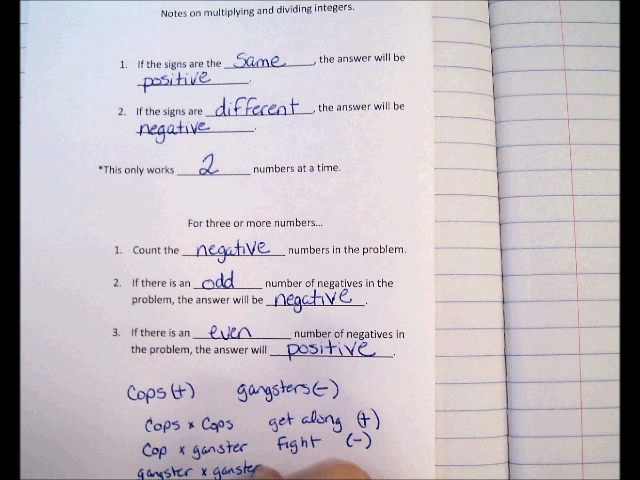 Notes on multiplying and dividing integers.
1. If the signs are the same, the answer will be
positive.
2. If the signs are different, the answer will be
negative.
*This only works 2 numbers at a time.
For three or more numbers...
1. Count the negative numbers in the problem.
2. If there is an odd number of negatives in the
problem, the answer will be negative.
3. If there is an even number of negatives in
the problem, the answer will positive.
Cops (+) gangsters (-)
Cops x Cops get along (+)
Cop x ganster fight (-)
gangster x ganster